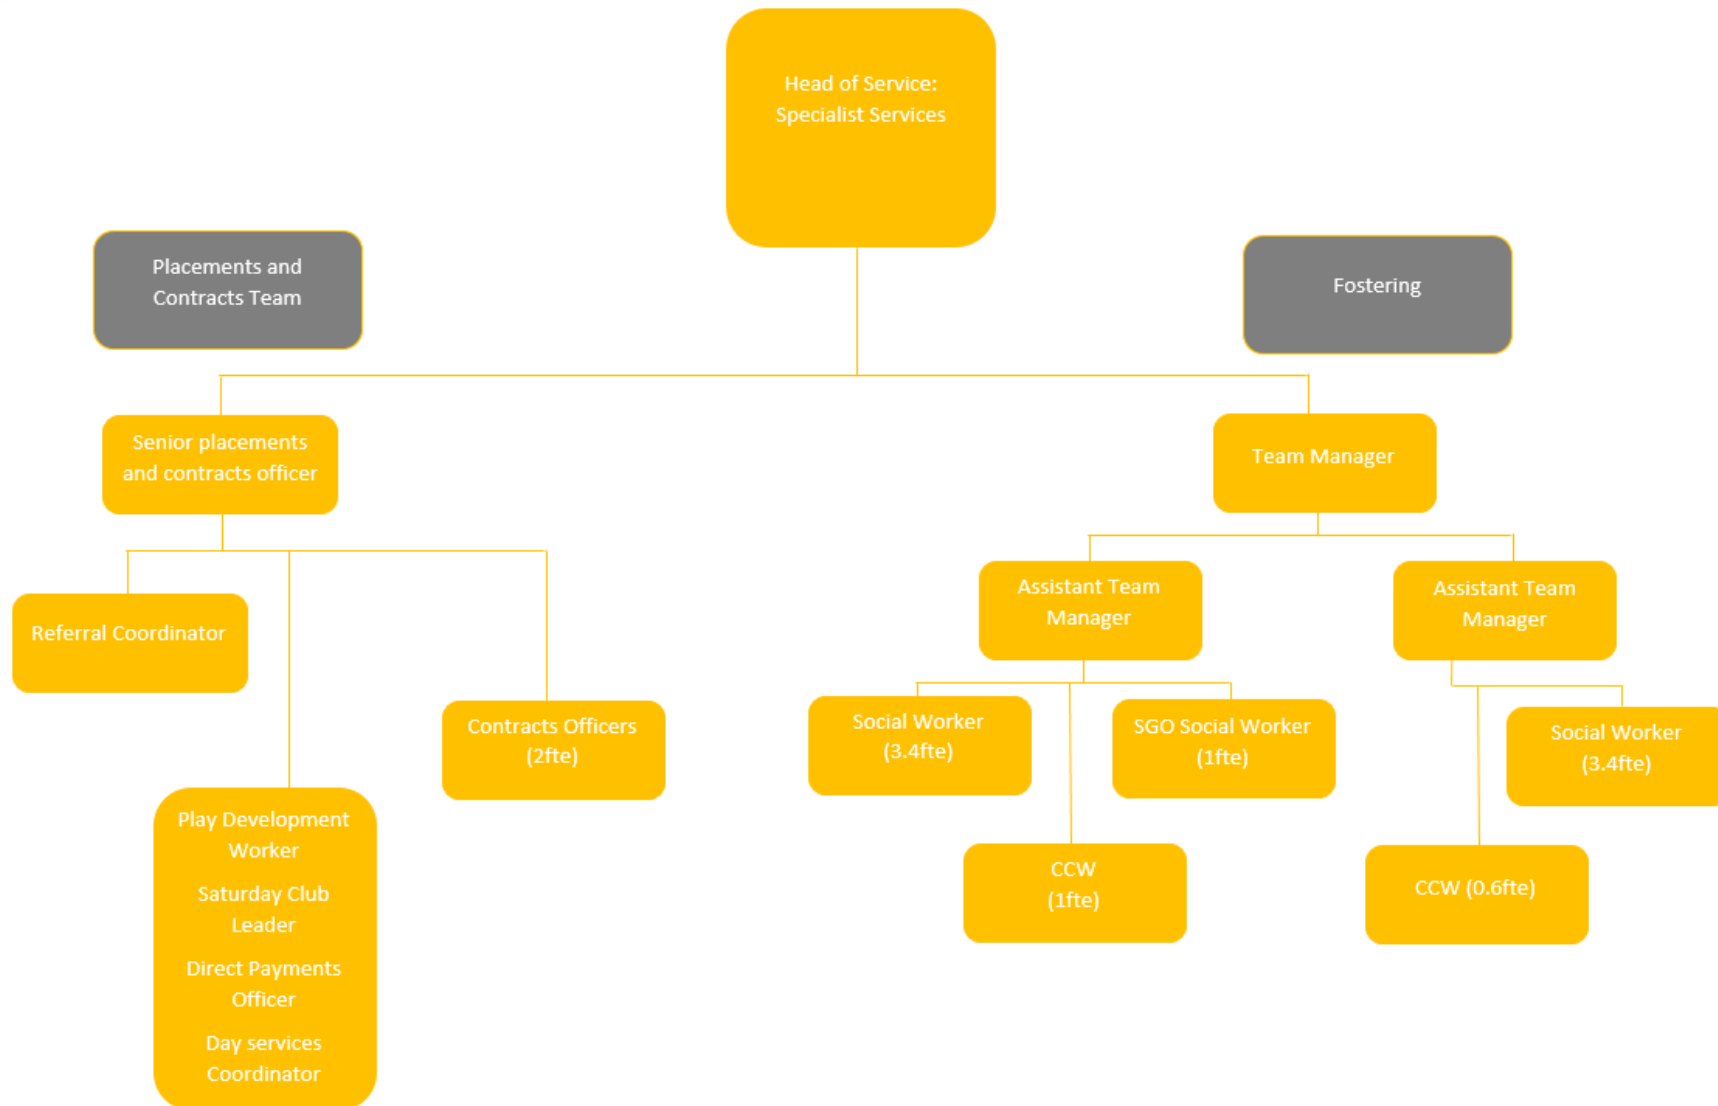 Head of Service:
Specialist Services
Placements and
Contracts Team
Fostering
Senior placements
and contracts officer
Team Manager
Referral Coordinator
Contracts Officers
(2fte)
Play Development
Worker
Saturday Club
Leader
Direct Payments
Officer
Day services
Coordinator
Assistant Team
Manager
Assistant Team
Manager
Social Worker
(3.4fte)
SGO Social Worker
(1fte)
CCW
(1fte)
Social Worker
(3.4fte)
CCW (0.6fte)